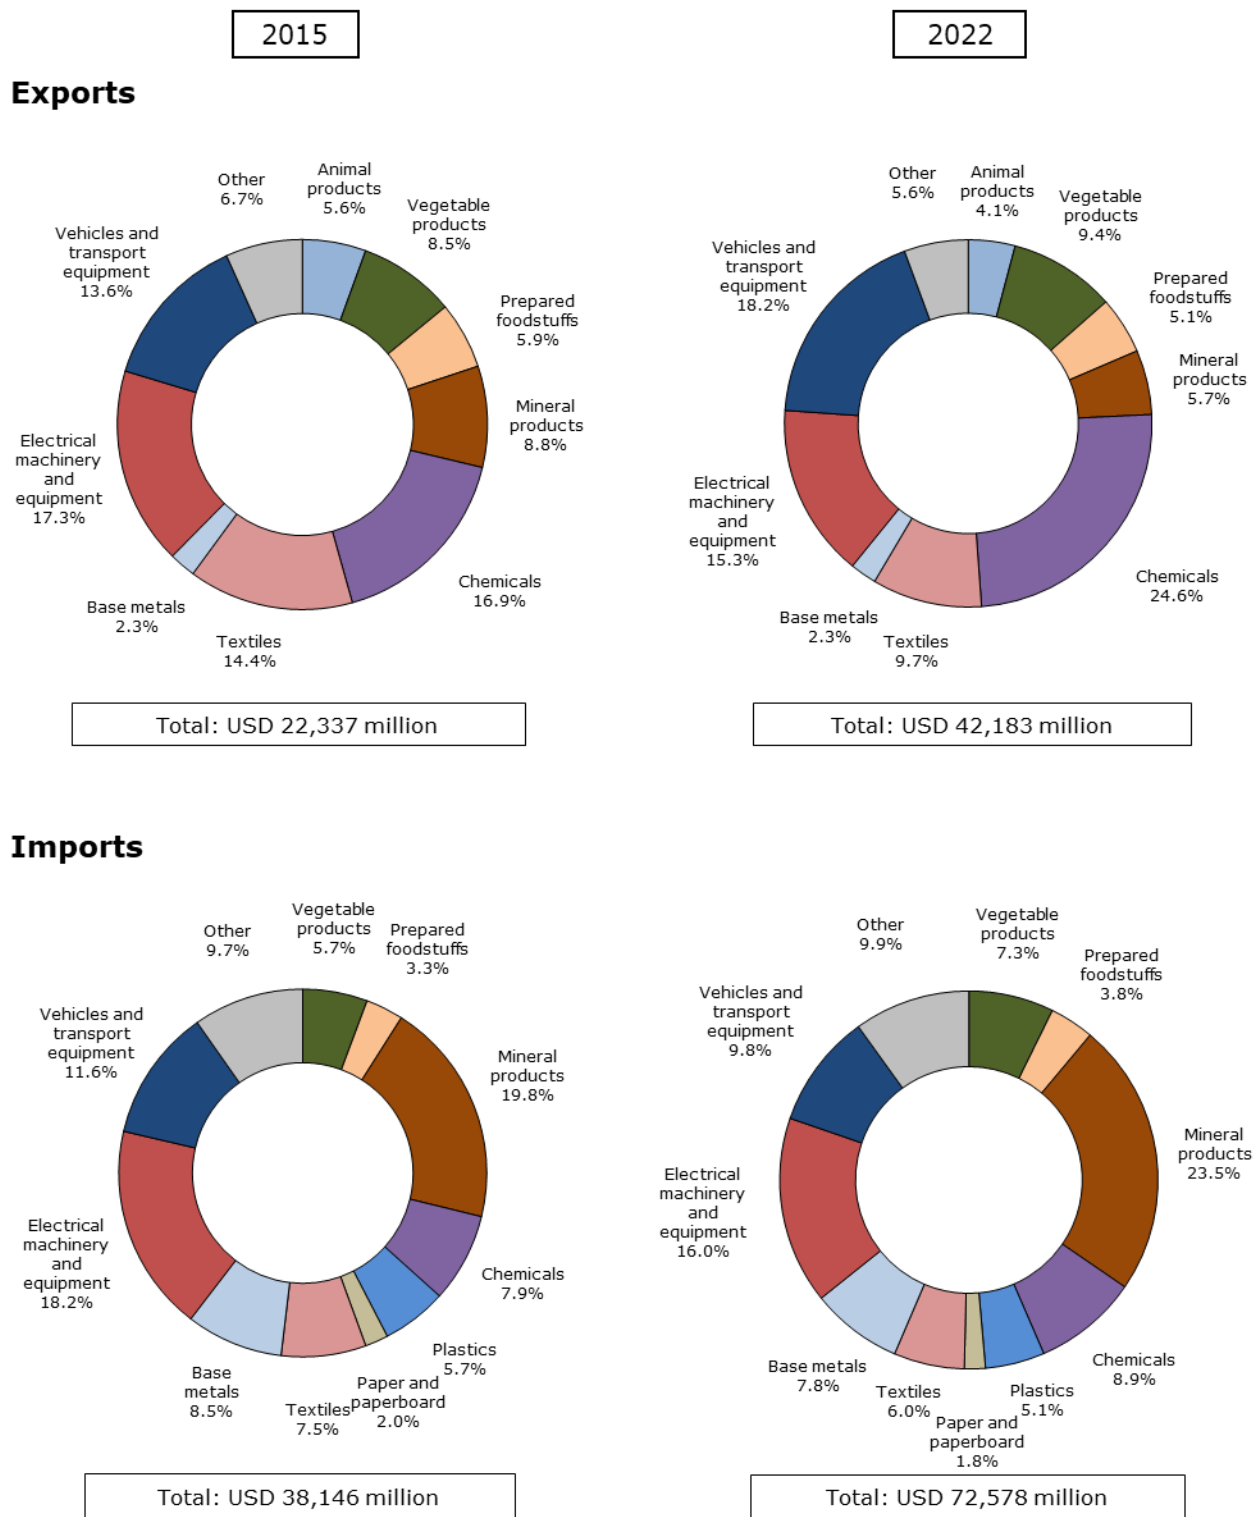 2015
2022
Exports
Other
6.7%
Animal
products
5.6%
Vegetable
products
8.5%
Prepared
foodstuffs
5.9%
Mineral
products
8.8%
Chemicals
16.9%
Textiles
14.4%
Base metals
2.3%
Electrical
machinery
and
equipment
17.3%
Vehicles and
transport
equipment
13.6%
Total: USD 22,337 million
Other
5.6%
Animal
products
4.1%
Vegetable
products
9.4%
Prepared
foodstuffs
5.1%
Mineral
products
5.7%
Chemicals
24.6%
Textiles
9.7%
Base metals
2.3%
Electrical
machinery
and
equipment
15.3%
Vehicles and
transport
equipment
18.2%
Total: USD 42,183 million
Imports
Other
9.7%
Vegetable
products
5.7%
Prepared
foodstuffs
3.3%
Mineral
products
19.8%
Chemicals
7.9%
Plastics
5.7%
Paper and
paperboard
2.0%
Textiles
7.5%
Base
metals
8.5%
Electrical
machinery
and
equipment
18.2%
Vehicles and
transport
equipment
11.6%
Total: USD 38,146 million
Other
9.9%
Vegetable
products
7.3%
Prepared
foodstuffs
3.8%
Mineral
products
23.5%
Chemicals
8.9%
Plastics
5.1%
Paper and
paperboard
1.8%
Textiles
6.0%
Base metals
7.8%
Electrical
machinery
and
equipment
16.0%
Vehicles and
transport
equipment
9.8%
Total: USD 72,578 million